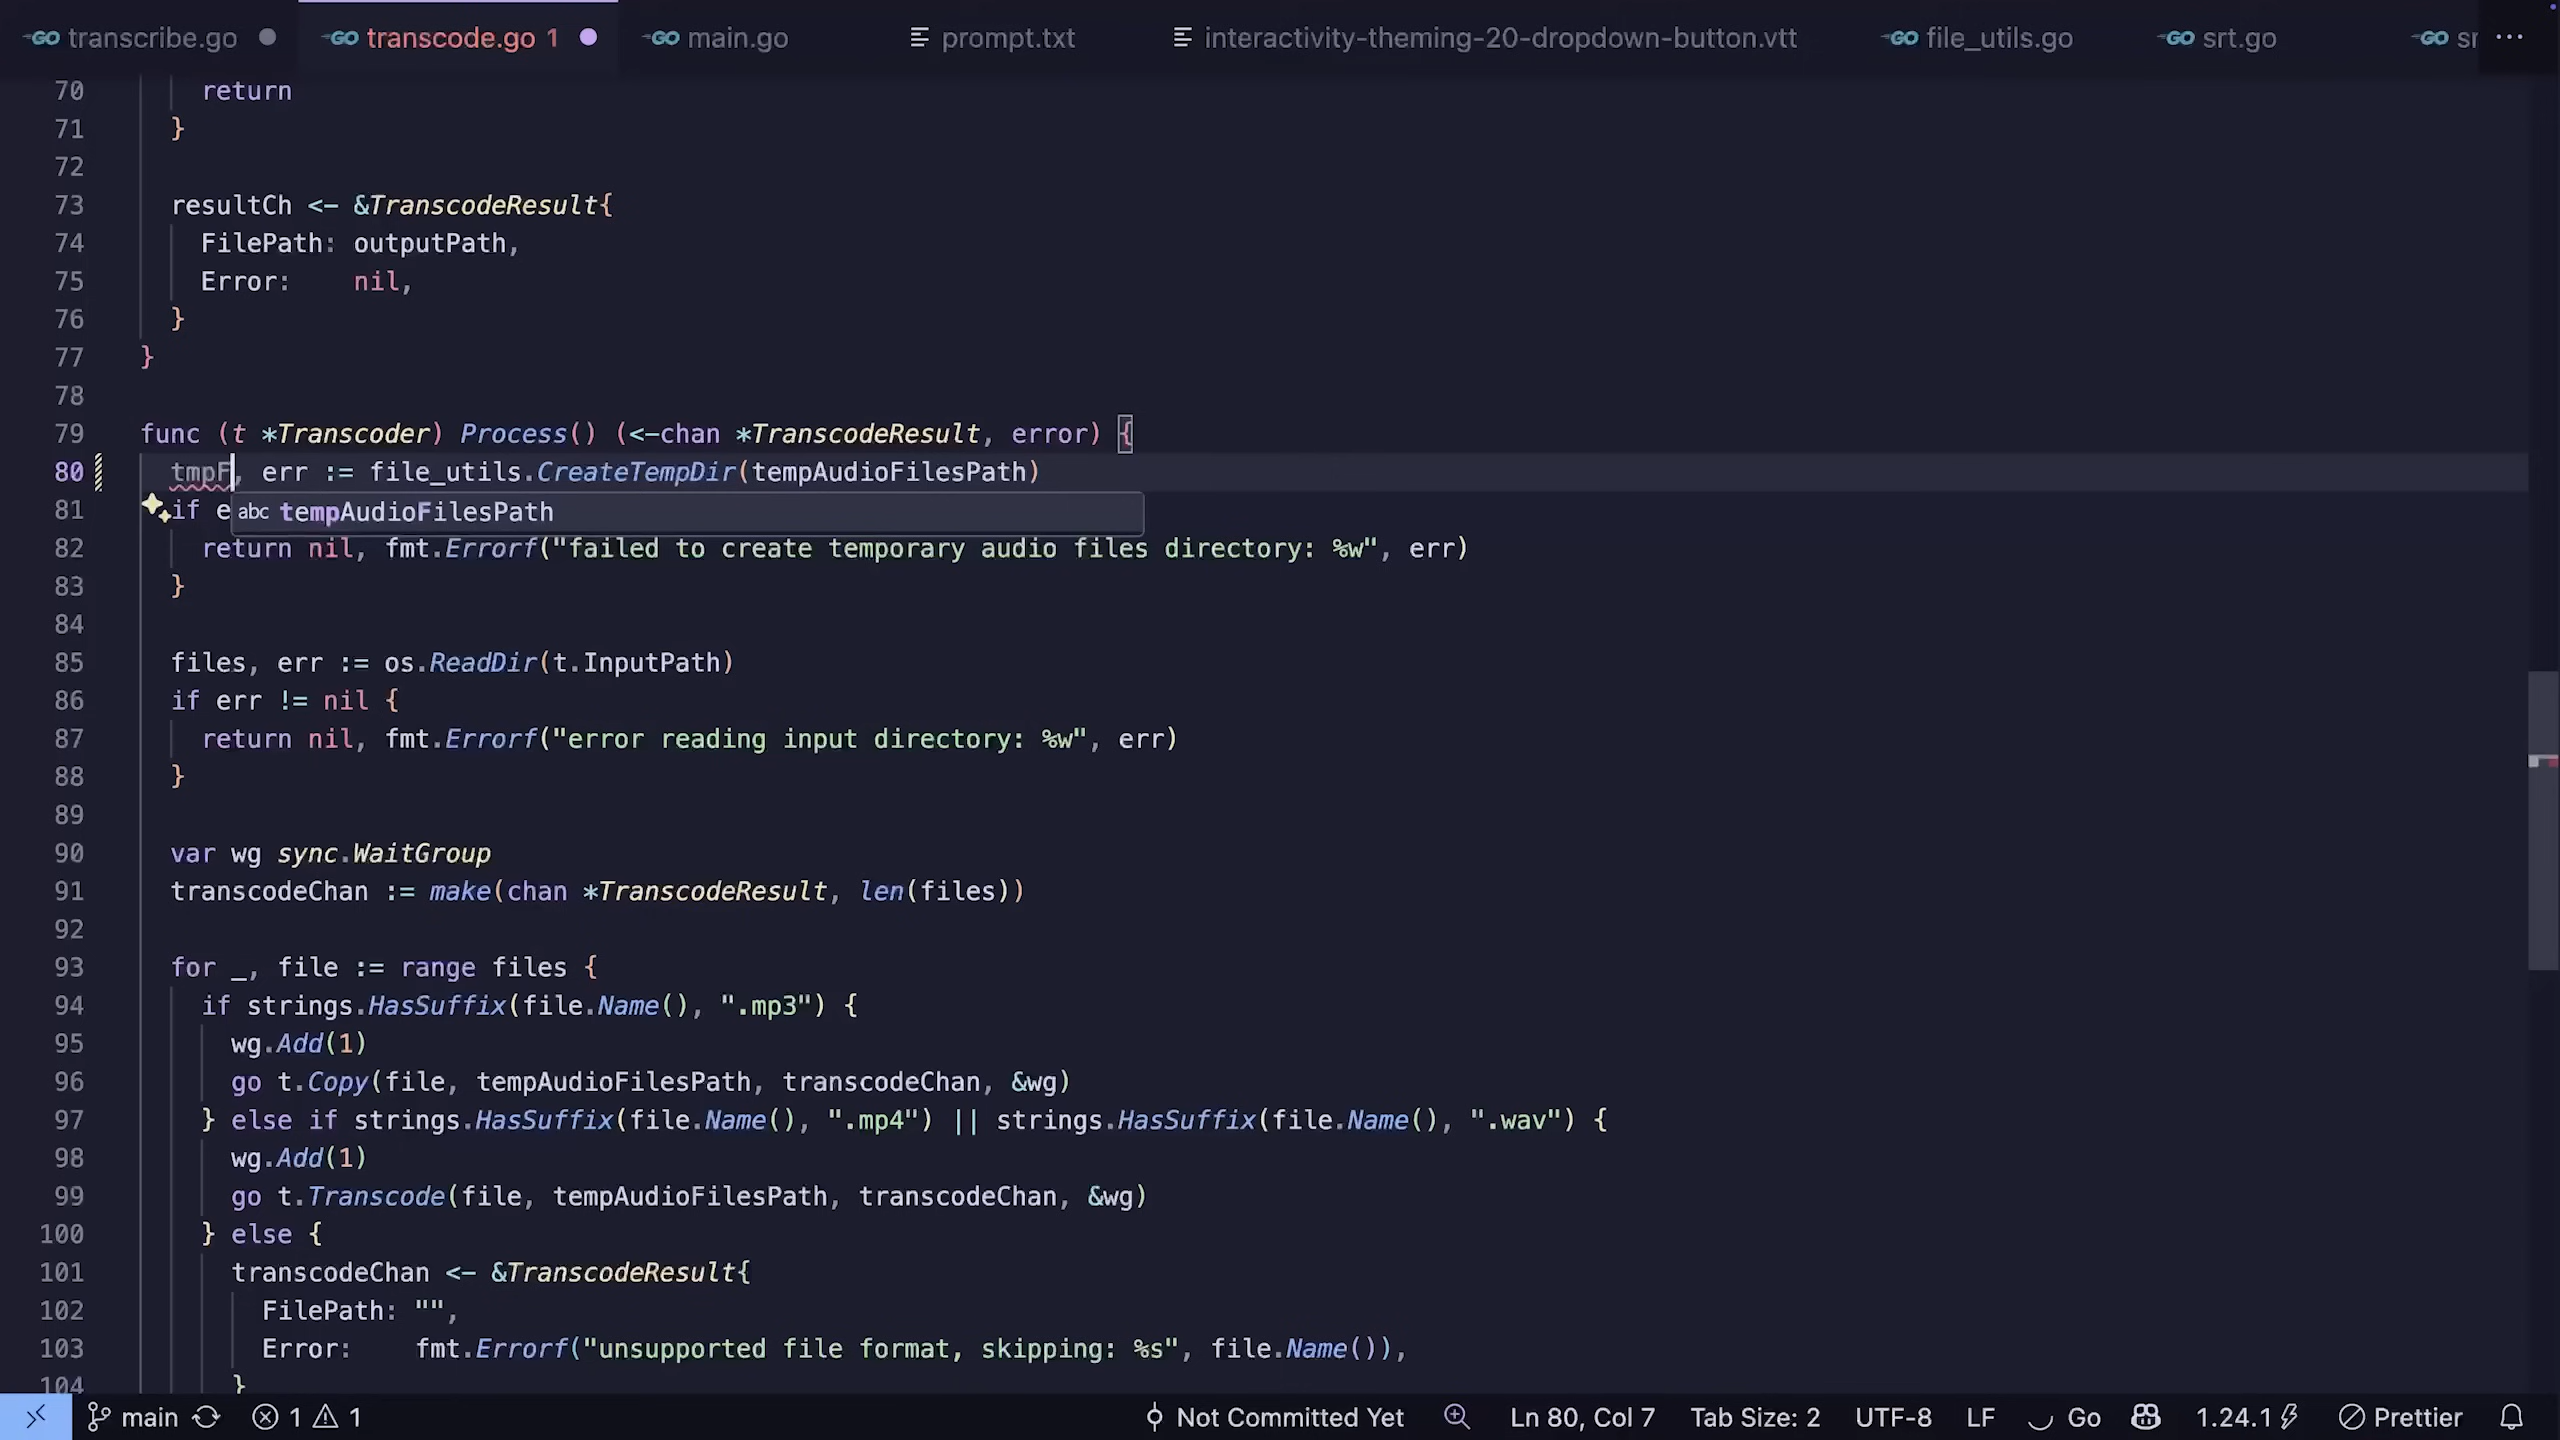 GO transcribe.go
GO transcode.go 1
GO main.go
prompt.txt
interactivity-theming-20-dropdown-button.vtt
GO file_utils.go
GO srt.go
GO
70 return
71 }
72
73 resultCh <- &TranscodeResult{
74 FilePath: outputPath,
75 Error: nil,
76 }
77 }
78
79 func (t *Transcoder) Process() (<-chan *TranscodeResult, error) {
80 tmpF, err := file_utils.CreateTempDir(tempAudioFilesPath)
81 if e
abc tempAudioFilesPath
82 return nil, fmt.Errorf("failed to create temporary audio files directory: %w", err)
83 }
84
85 files, err := os.ReadDir(t.InputPath)
86 if err != nil {
87 return nil, fmt.Errorf("error reading input directory: %w", err)
88 }
89
90 var wg sync.WaitGroup
91 transcodeChan := make(chan *TranscodeResult, len(files))
92
93 for _, file := range files {
94 if strings.HasSuffix(file.Name(), ".mp3") {
95 wg.Add(1)
96 go t.Copy(file, tempAudioFilesPath, transcodeChan, &wg)
97 } else if strings.HasSuffix(file.Name(), ".mp4") || strings.HasSuffix(file.Name(), ".wav") {
98 wg.Add(1)
99 go t.Transcode(file, tempAudioFilesPath, transcodeChan, &wg)
100 } else {
101 transcodeChan <- &TranscodeResult{
102 FilePath: "",
103 Error: fmt.Errorf("unsupported file format, skipping: %s", file.Name()),
104 }
main
1
1
Not Committed Yet
Ln 80, Col 7
Tab Size: 2
UTF-8
LF
Go
1.24.1
Prettier